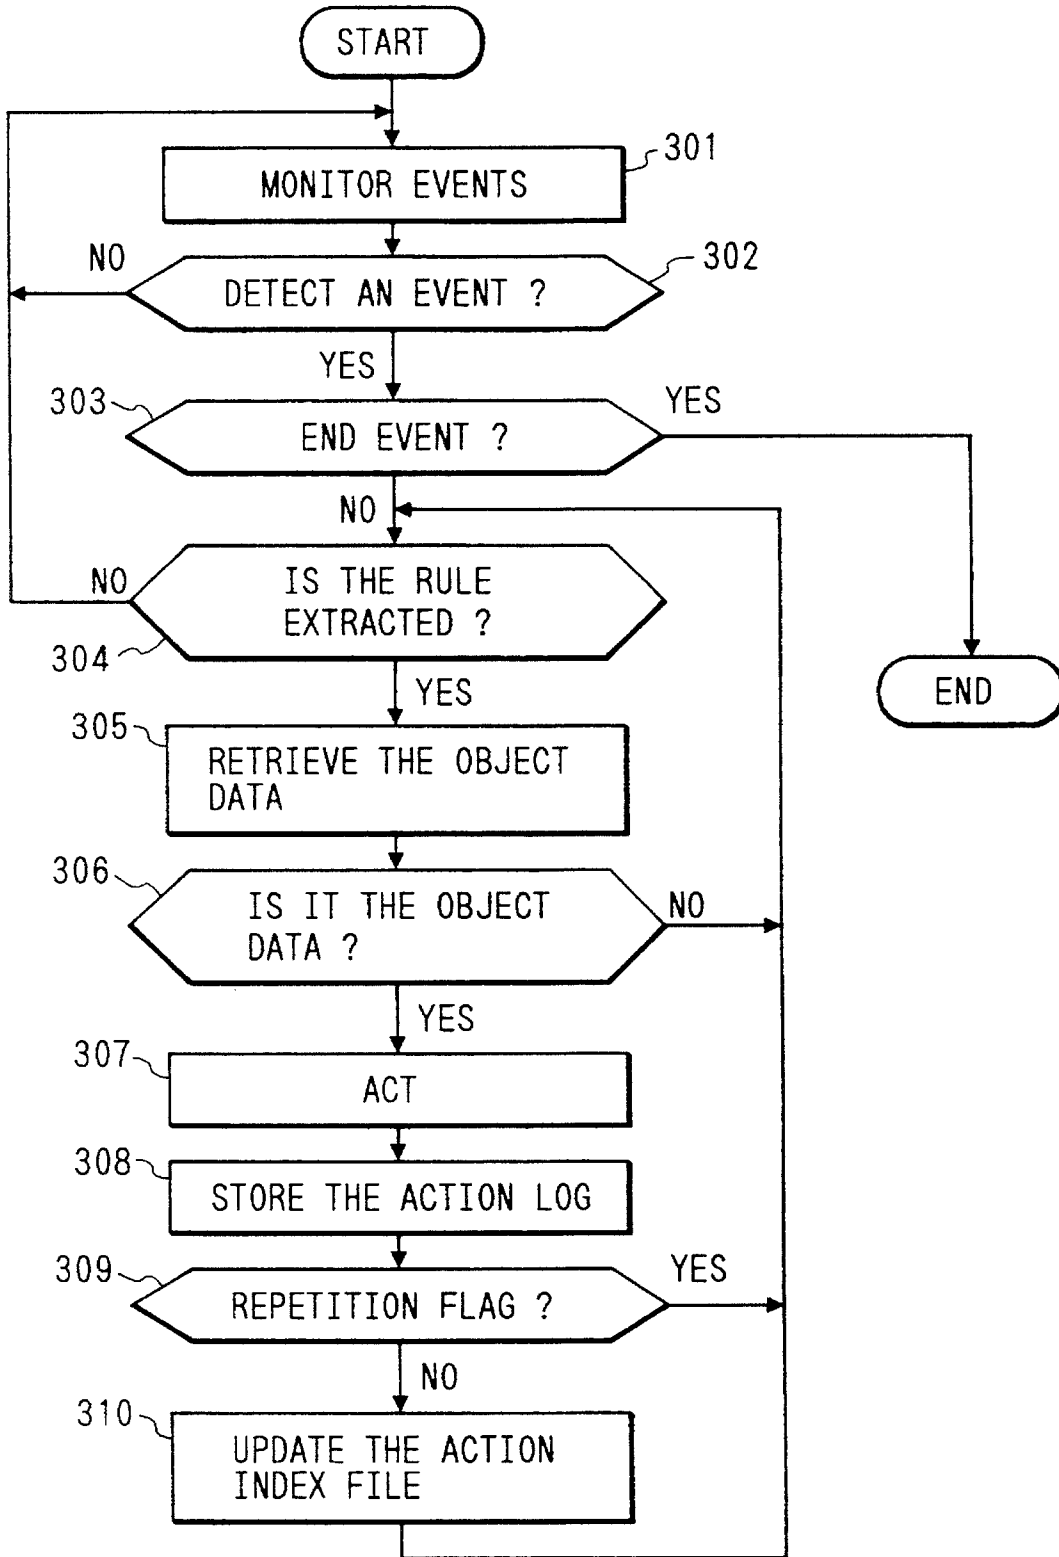 START
301
MONITOR EVENTS
NO
302
DETECT AN EVENT ?
YES
303
YES
END EVENT ?
NO
NO
IS THE RULE
EXTRACTED ?
304
YES
END
305
RETRIEVE THE OBJECT
DATA
306
IS IT THE OBJECT
DATA ?
NO
YES
307
ACT
308
STORE THE ACTION LOG
309
YES
REPETITION FLAG ?
NO
310
UPDATE THE ACTION
INDEX FILE